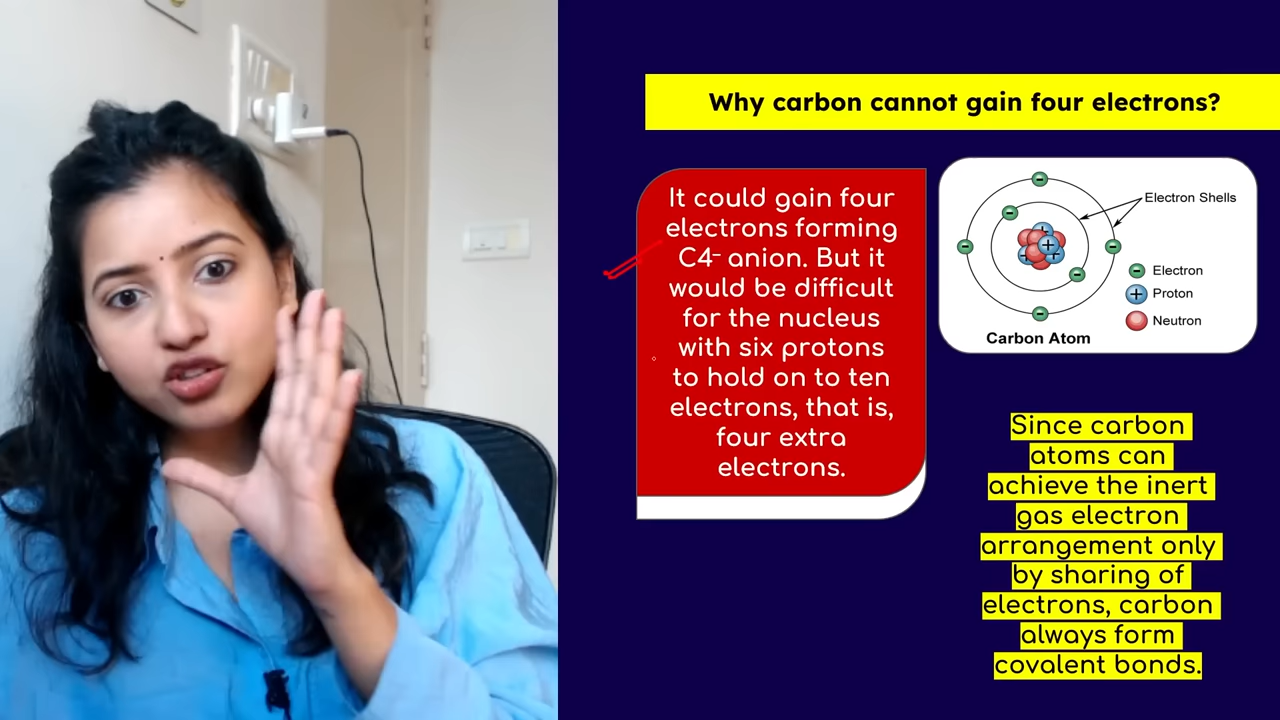 Why carbon cannot gain four electrons?
It could gain four
electrons forming
C4⁻ anion. But it
would be difficult
for the nucleus
with six protons
to hold on to ten
electrons, that is,
four extra
electrons.
Electron Shells
Electron
Proton
Neutron
Carbon Atom
Since carbon
atoms can
achieve the inert
gas electron
arrangement only
by sharing of
electrons, carbon
always form
covalent bonds.